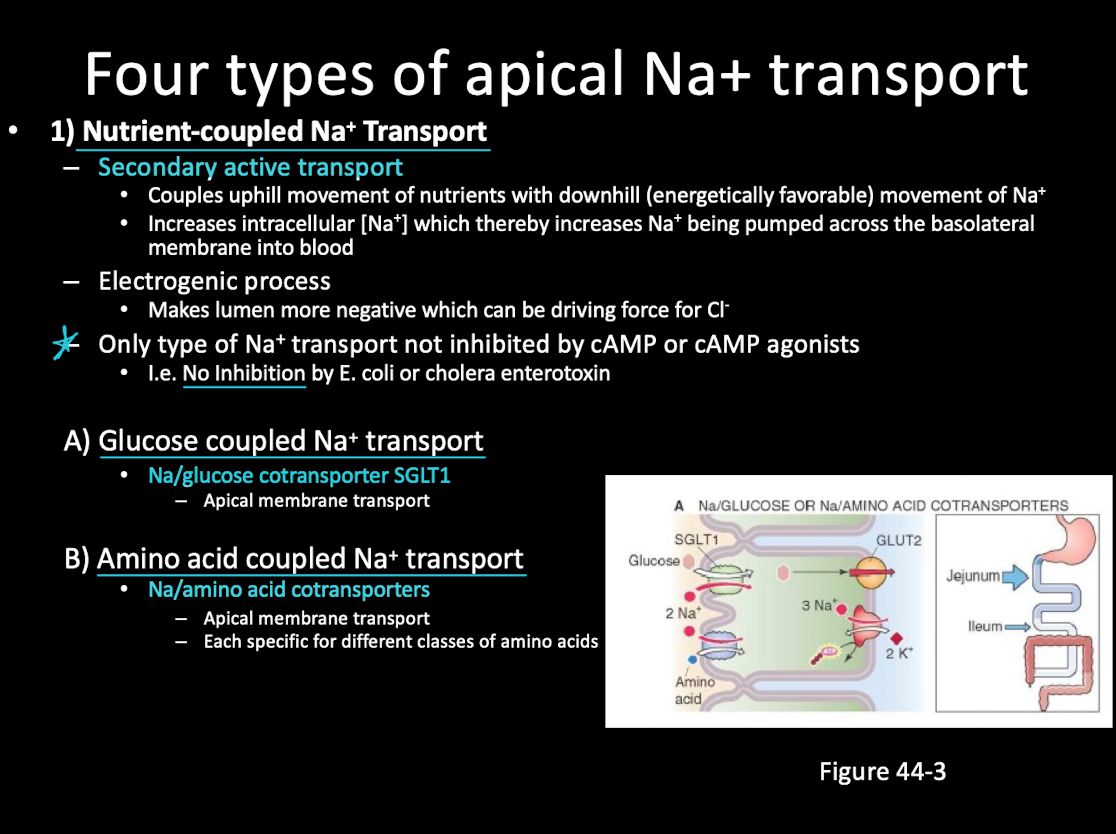 Four types of apical Na+ transport
• 1) Nutrient-coupled Na⁺ Transport
– Secondary active transport
• Couples uphill movement of nutrients with downhill (energetically favorable) movement of Na⁺
• Increases intracellular [Na⁺] which thereby increases Na⁺ being pumped across the basolateral
membrane into blood
– Electrogenic process
• Makes lumen more negative which can be driving force for Cl⁻
– Only type of Na⁺ transport not inhibited by cAMP or cAMP agonists
• I.e. No Inhibition by E. coli or cholera enterotoxin
A) Glucose coupled Na⁺ transport
• Na/glucose cotransporter SGLT1
– Apical membrane transport
B) Amino acid coupled Na⁺ transport
• Na/amino acid cotransporters
– Apical membrane transport
– Each specific for different classes of amino acids
A Na/GLUCOSE OR Na/AMINO ACID COTRANSPORTERS
SGLT1
GLUT2
Glucose
Jejunum
2 Na⁺
3 Na⁺
Ileum
ATP
2 K⁺
Amino
acid
Figure 44-3